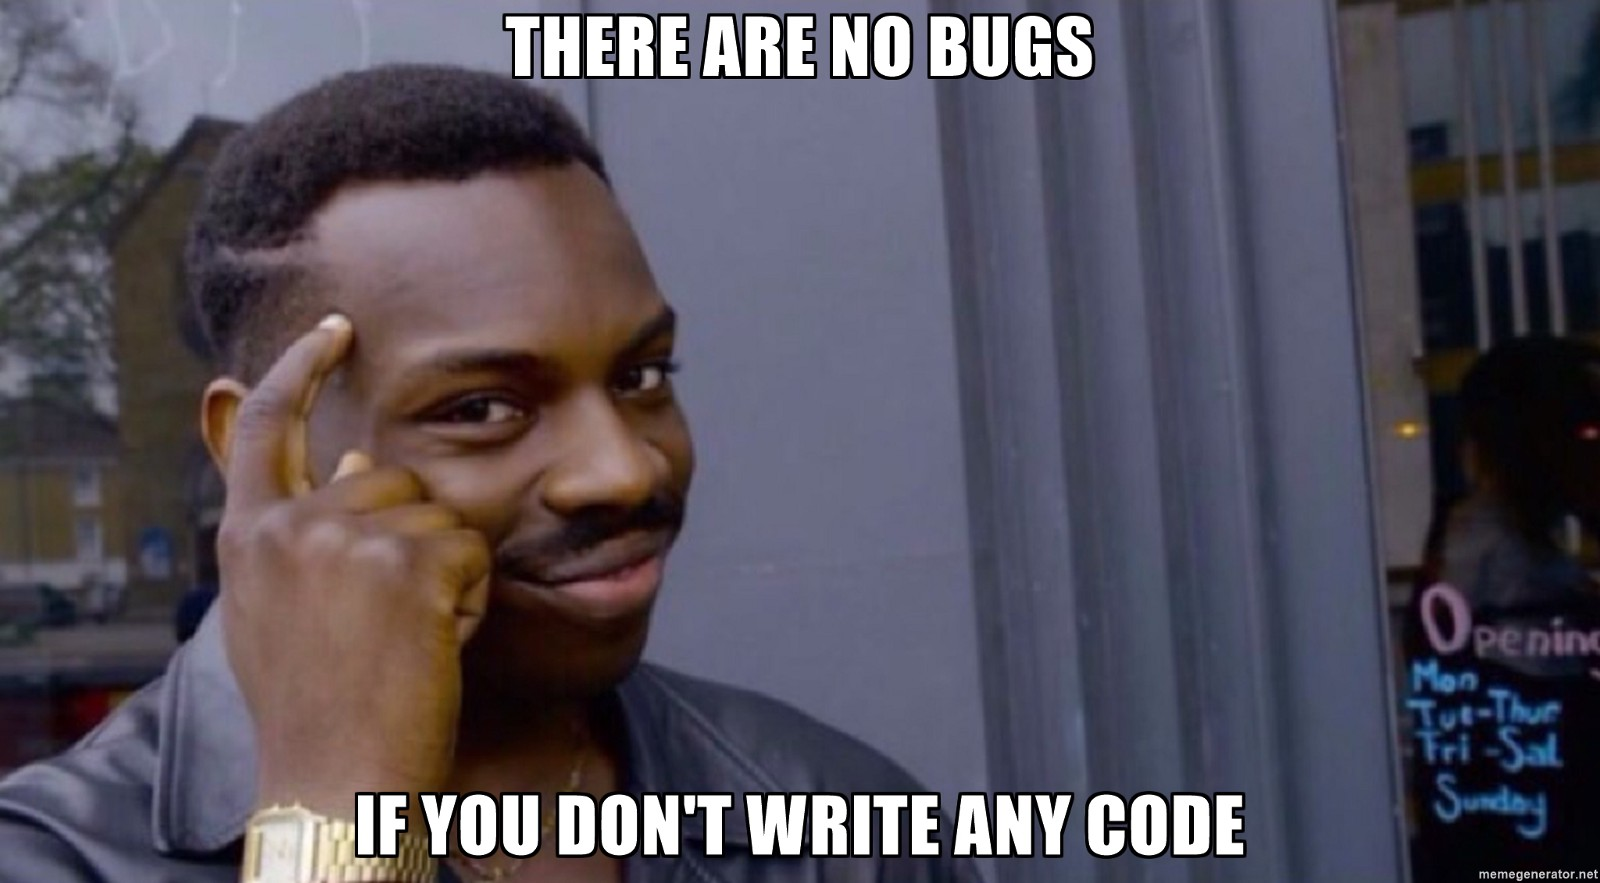 THERE ARE NO BUGS
Opening
Mon
Tue-Thur
Fri-Sat
Sunday
IF YOU DON'T WRITE ANY CODE
memegenerator.net